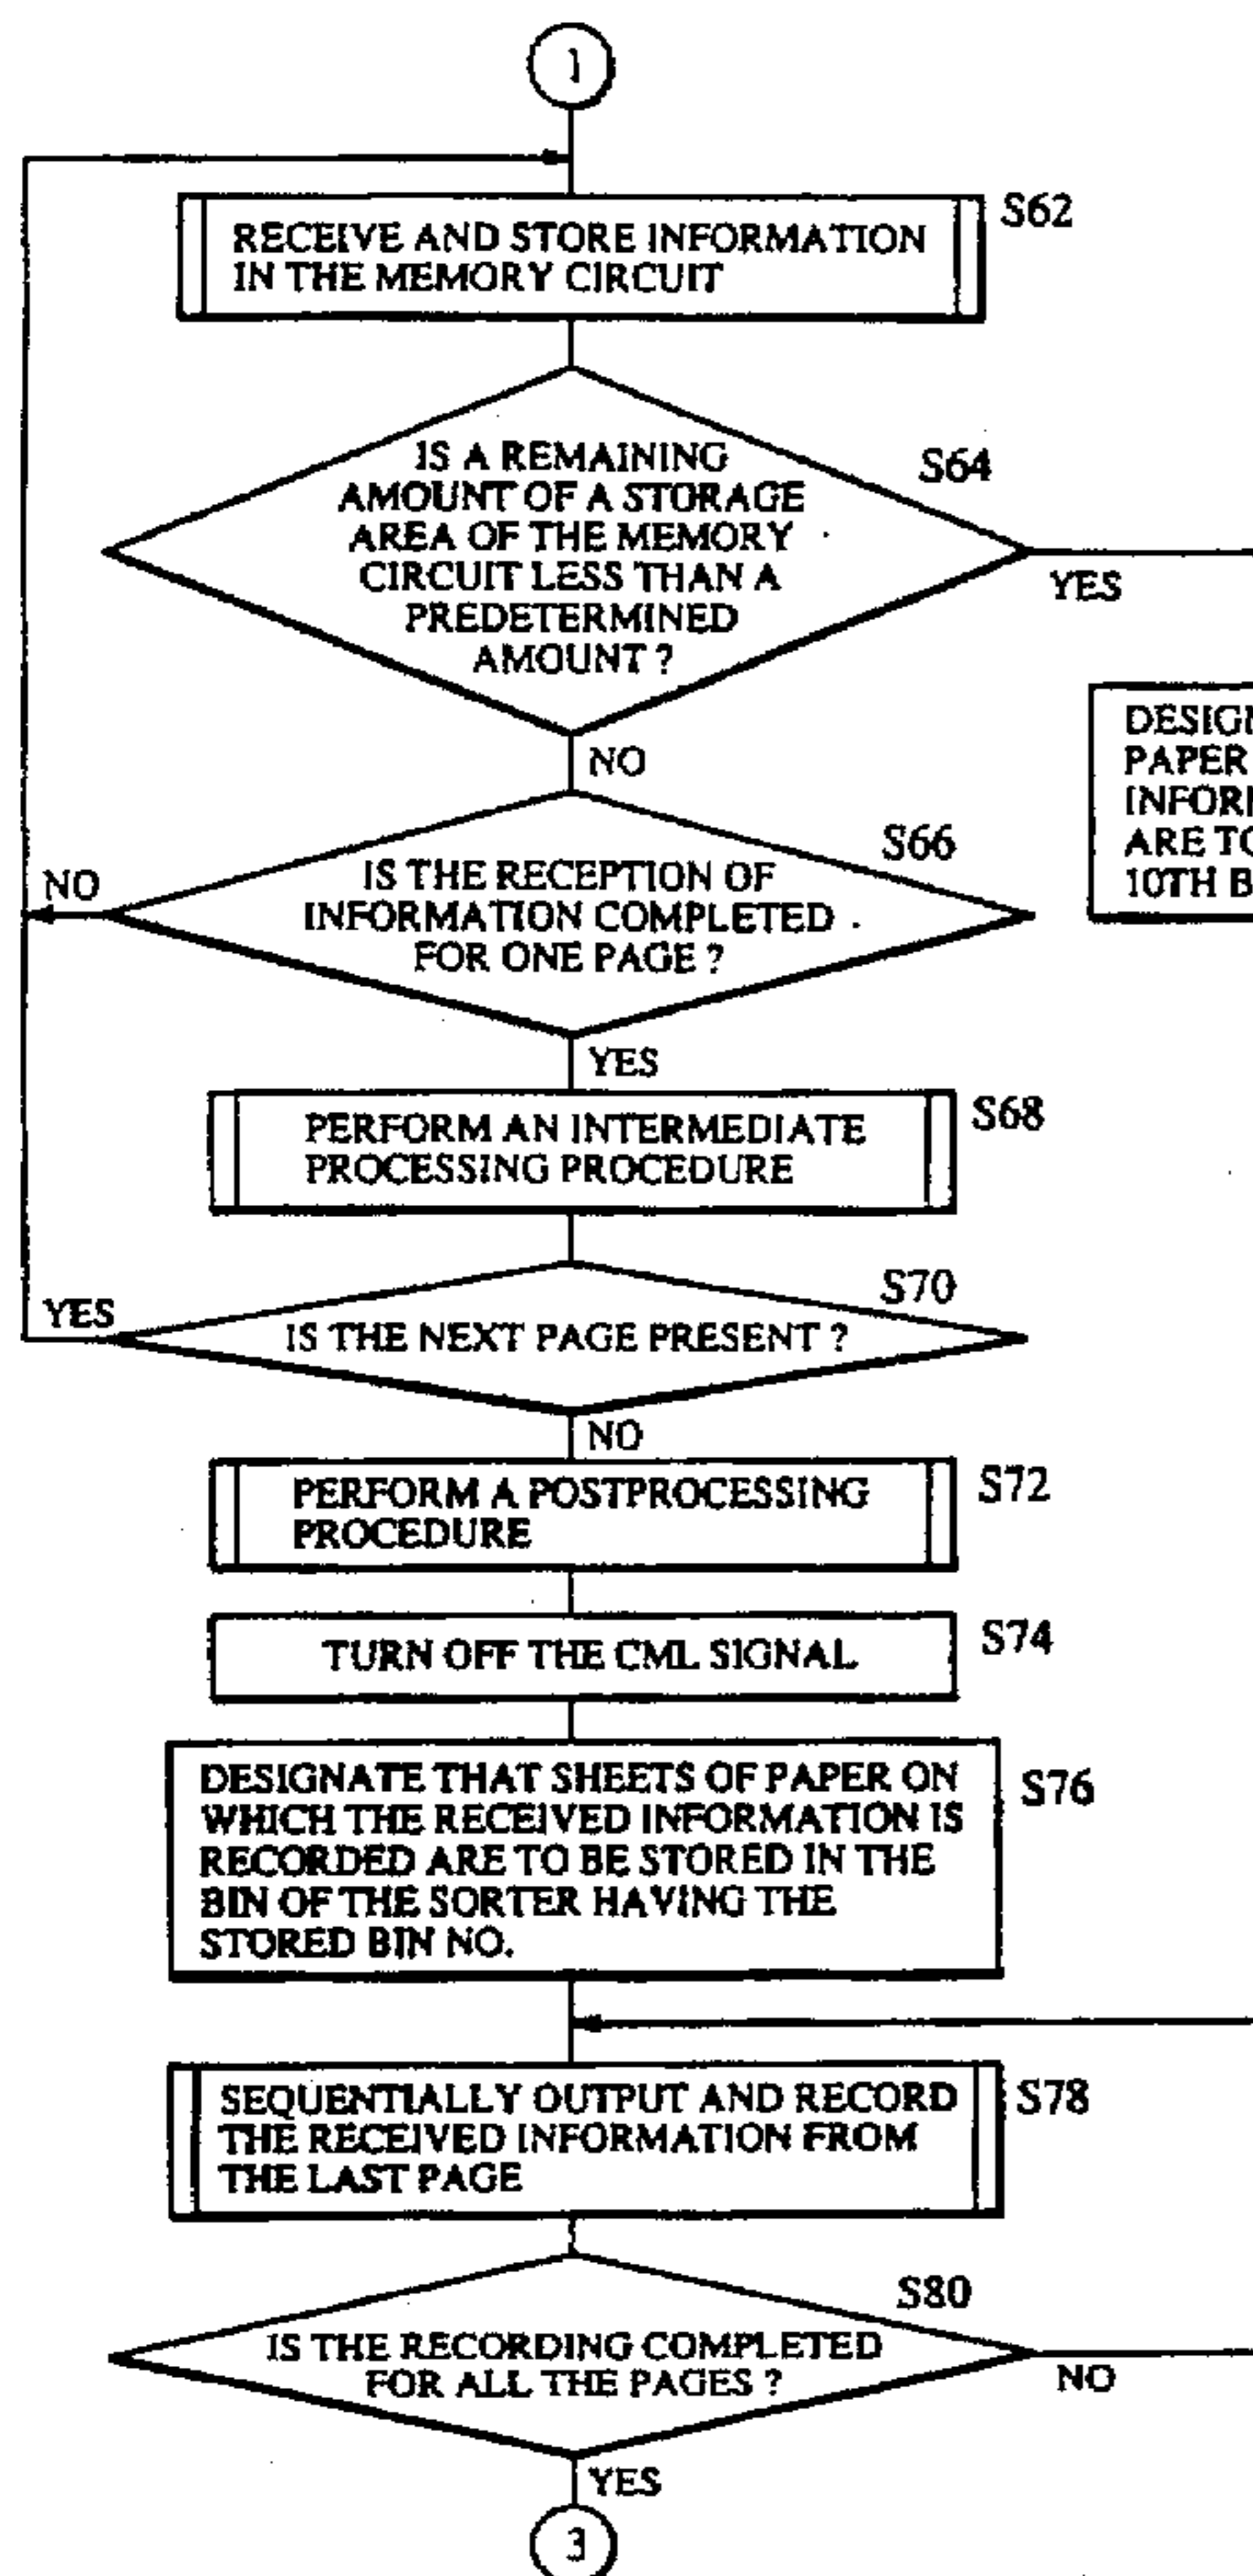 1
S62
RECEIVE AND STORE INFORMATION
IN THE MEMORY CIRCUIT
S64
IS A REMAINING
AMOUNT OF A STORAGE
AREA OF THE MEMORY
CIRCUIT LESS THAN A
PREDETERMINED
AMOUNT ?
YES
NO
DESIGN
PAPER
INFOR
ARE TO
10TH B
S66
IS THE RECEPTION OF
INFORMATION COMPLETED
FOR ONE PAGE ?
NO
YES
S68
PERFORM AN INTERMEDIATE
PROCESSING PROCEDURE
S70
YES
IS THE NEXT PAGE PRESENT ?
NO
S72
PERFORM A POSTPROCESSING
PROCEDURE
S74
TURN OFF THE CML SIGNAL
S76
DESIGNATE THAT SHEETS OF PAPER ON
WHICH THE RECEIVED INFORMATION IS
RECORDED ARE TO BE STORED IN THE
BIN OF THE SORTER HAVING THE
STORED BIN NO.
S78
SEQUENTIALLY OUTPUT AND RECORD
THE RECEIVED INFORMATION FROM
THE LAST PAGE
S80
IS THE RECORDING COMPLETED
FOR ALL THE PAGES ?
NO
YES
3